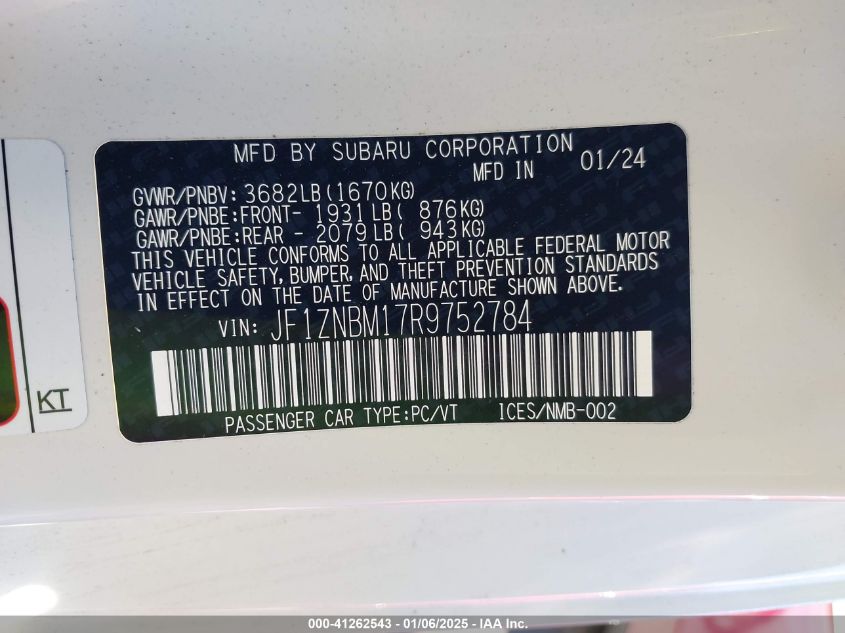 MFD BY SUBARU CORPORATION
MFD IN 01/24
GVWR/PNBV: 3682LB(1670KG)
GAWR/PNBE:FRONT- 1931LB( 876KG)
GAWR/PNBE:REAR - 2079LB( 943KG)
THIS VEHICLE CONFORMS TO ALL APPLICABLE FEDERAL MOTOR
VEHICLE SAFETY, BUMPER, AND THEFT PREVENTION STANDARDS
IN EFFECT ON THE DATE OF MANUFACTURE SHOWN ABOVE.
VIN: JF1ZNBM17R9752784
PASSENGER CAR TYPE:PC/VT ICES/NMB-002
KT
000-41262543 - 01/06/2025 - IAA Inc.